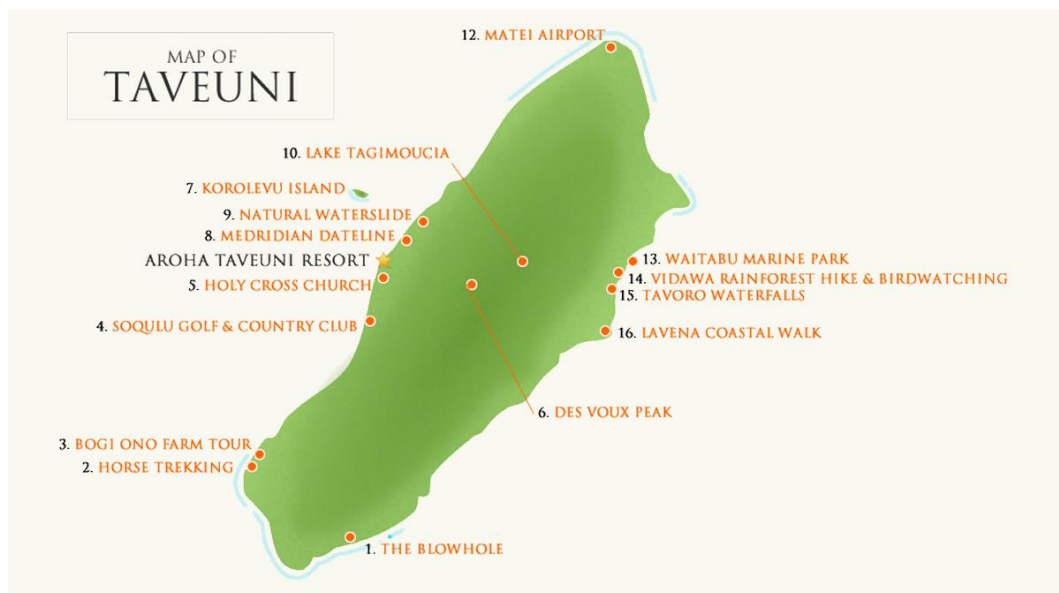 MAP OF
TAVEUNI
12. MATEI AIRPORT
10. LAKE TAGIMOUCIA
7. KOROLEVU ISLAND
9. NATURAL WATERSLIDE
8. MEDRIDIAN DATELINE
AROHA TAVEUNI RESORT
5. HOLY CROSS CHURCH
4. SOQULU GOLF & COUNTRY CLUB
13. WAITABU MARINE PARK
14. VIDAWA RAINFOREST HIKE & BIRDWATCHING
15. TAVORO WATERFALLS
16. LAVENA COASTAL WALK
6. DES VOUX PEAK
3. BOGI ONO FARM TOUR
2. HORSE TREKKING
1. THE BLOWHOLE